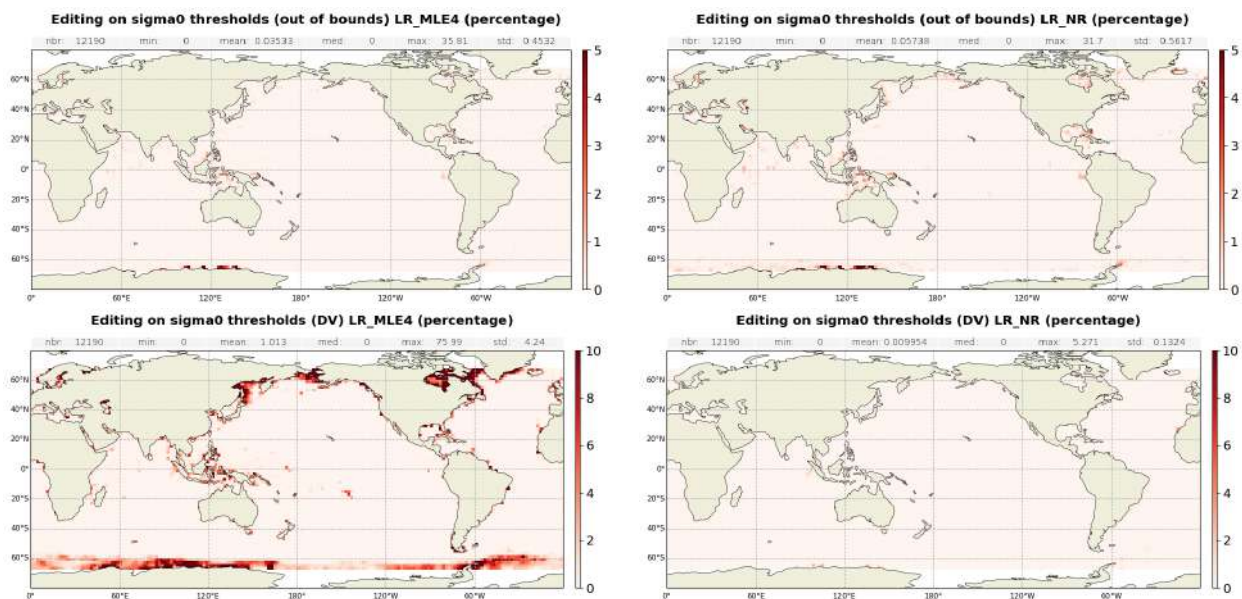 Editing on sigma0 thresholds (out of bounds) LR_MLE4 (percentage)
nbr: 12190 min: 0 mean: 0.03533 med: 0 max: 35.81 std: 0.4532
60°N
40°N
20°N
0°
20°S
40°S
60°S
0° 60°E 120°E 180° 120°W 60°W
5
4
3
2
1
0
Editing on sigma0 thresholds (out of bounds) LR_NR (percentage)
nbr: 12190 min: 0 mean: 0.05738 med: 0 max: 31.7 std: 0.5617
60°N
40°N
20°N
0°
20°S
40°S
60°S
0° 60°E 120°E 180° 120°W 60°W
5
4
3
2
1
0
Editing on sigma0 thresholds (DV) LR_MLE4 (percentage)
nbr: 12190 min: 0 mean: 1.013 med: 0 max: 75.99 std: 4.24
60°N
40°N
20°N
0°
20°S
40°S
60°S
0° 60°E 120°E 180° 120°W 60°W
10
8
6
4
2
0
Editing on sigma0 thresholds (DV) LR_NR (percentage)
nbr: 12190 min: 0 mean: 0.009954 med: 0 max: 5.271 std: 0.1324
60°N
40°N
20°N
0°
20°S
40°S
60°S
0° 60°E 120°E 180° 120°W 60°W
10
8
6
4
2
0